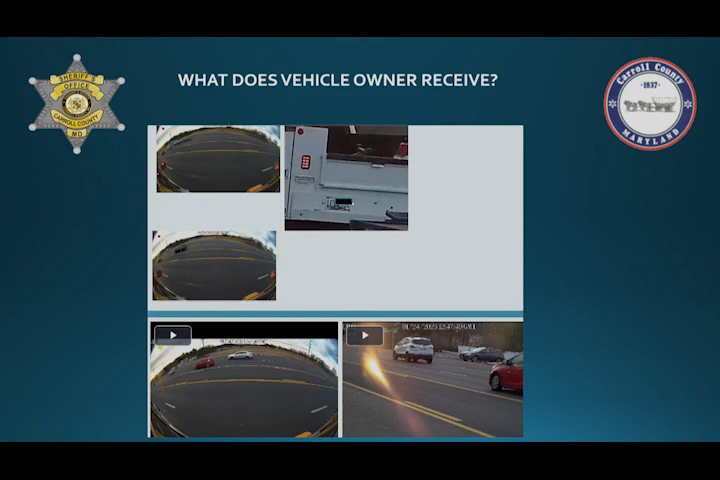 WHAT DOES VEHICLE OWNER RECEIVE?
SHERIFF'S
OFFICE
CARROLL COUNTY
MD
Carroll County
1837
MARYLAND